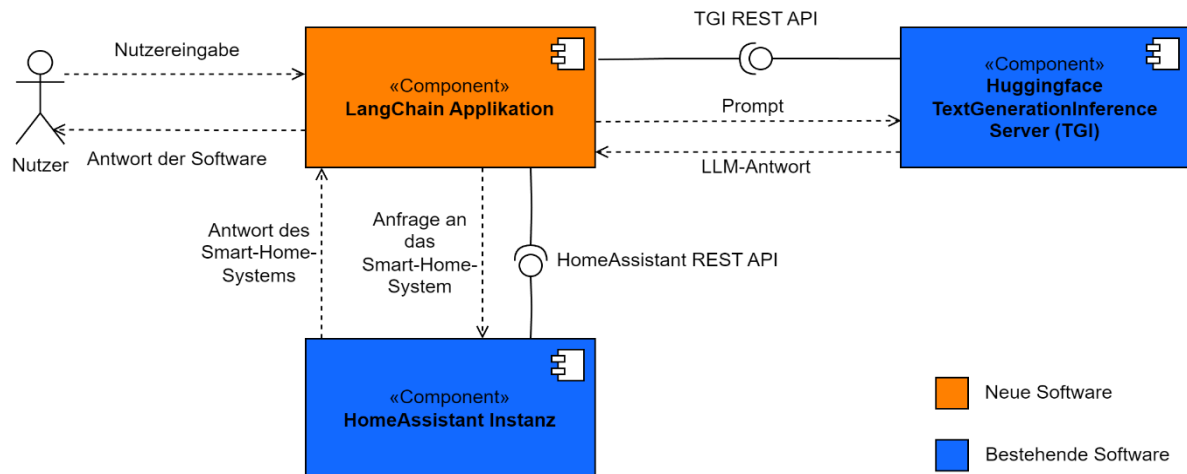 TGI REST API
Nutzereingabe
«Component»
LangChain Applikation
«Component»
Huggingface
TextGenerationInference
Server (TGI)
Prompt
Antwort der Software
Nutzer
LLM-Antwort
Antwort des
Smart-Home-
Systems
Anfrage an
das
Smart-Home-
System
HomeAssistant REST API
«Component»
HomeAssistant Instanz
Neue Software
Bestehende Software